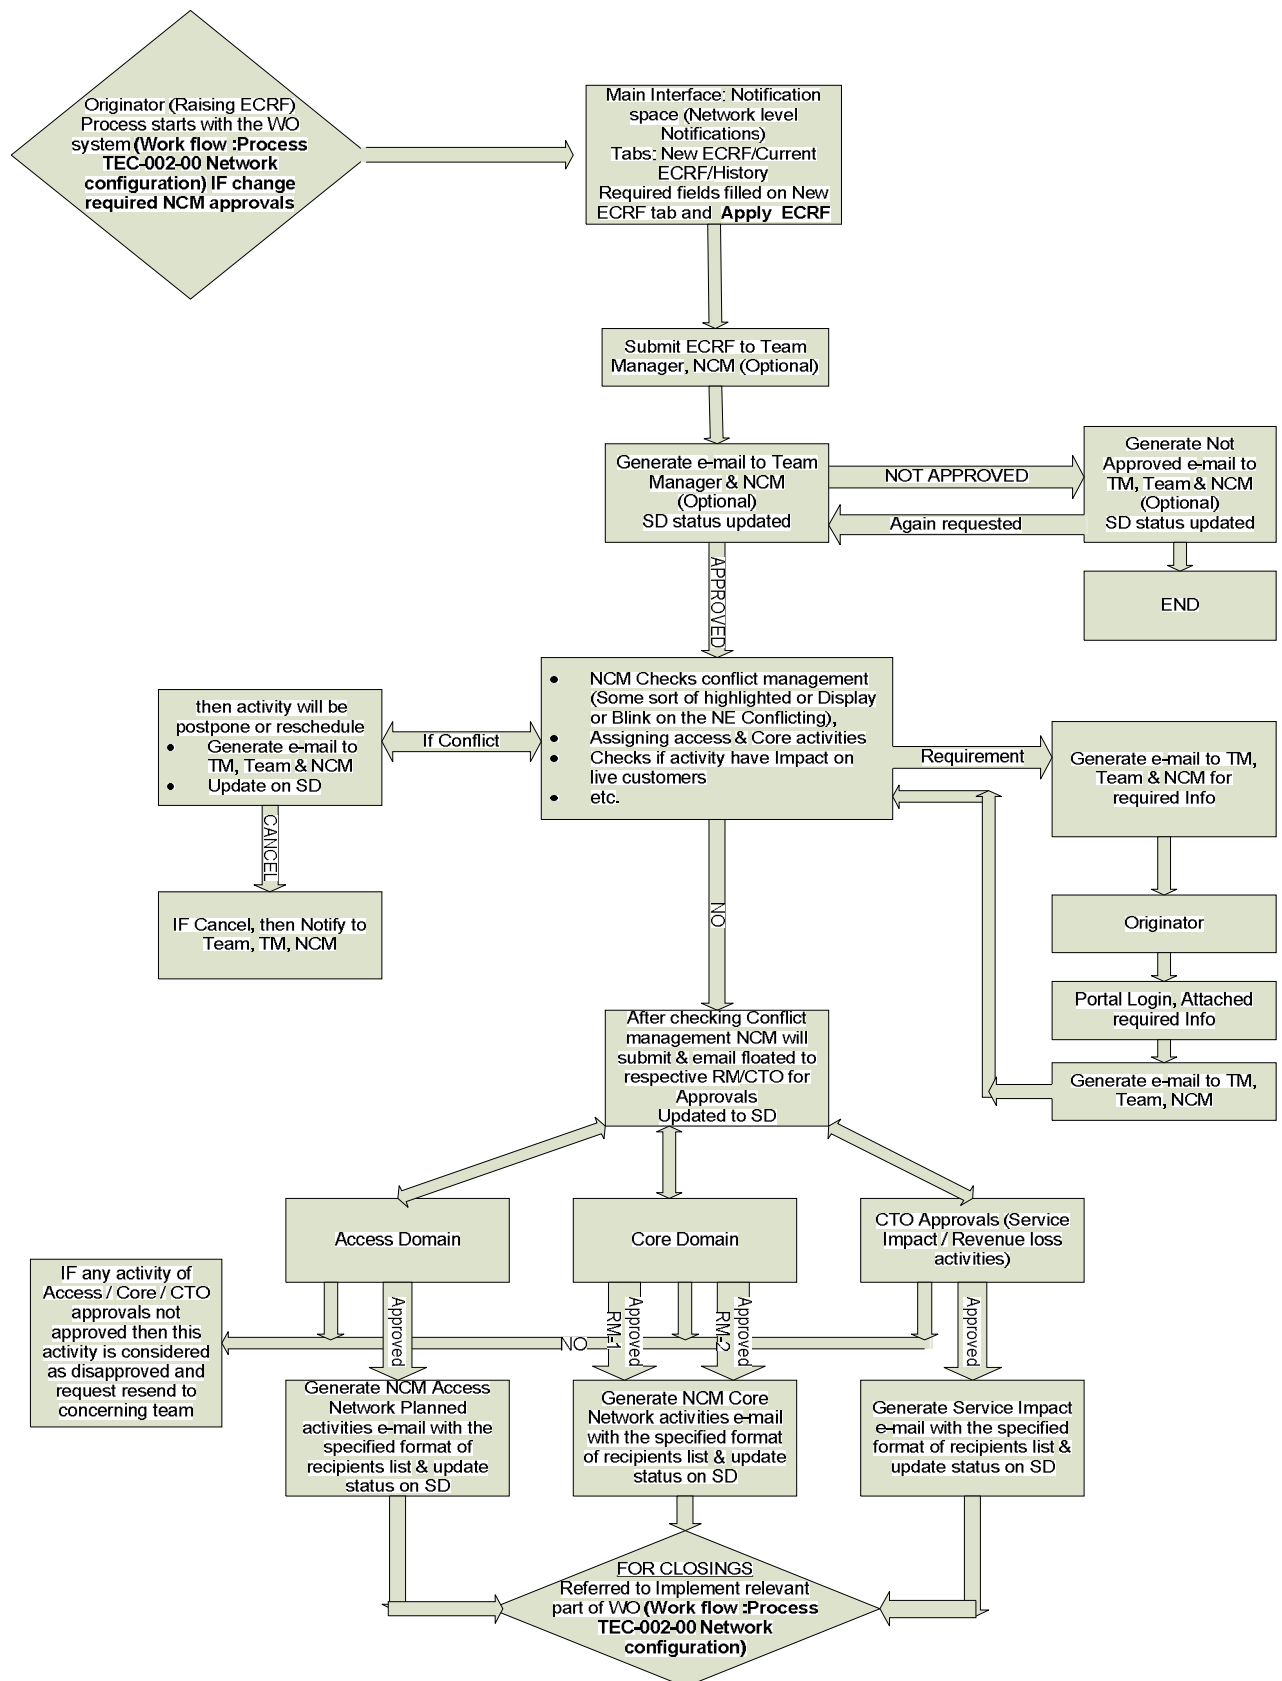 Originator (Raising ECRF)
Process starts with the WO
system (Work flow :Process
TEC-002-00 Network
configuration) IF change
required NCM approvals
Main Interface: Notification
space (Network level
Notifications)
Tabs: New ECRF/Current
ECRF/History
Required fields filled on New
ECRF tab and Apply ECRF
Submit ECRF to Team
Manager, NCM (Optional)
Generate e-mail to Team
Manager & NCM
(Optional)
SD status updated
NOT APPROVED
Again requested
Generate Not
Approved e-mail to
TM, Team & NCM
(Optional)
SD status updated
END
APPROVED
• NCM Checks conflict management
(Some sort of highlighted or Display
or Blink on the NE Conflicting),
• Assigning access & Core activities
• Checks if activity have Impact on
live customers
• etc.
If Conflict
then activity will be
postpone or reschedule
• Generate e-mail to
TM, Team & NCM
• Update on SD
CANCEL
IF Cancel, then Notify to
Team, TM, NCM
Requirement
Generate e-mail to TM,
Team & NCM for
required Info
Originator
Portal Login, Attached
required Info
Generate e-mail to TM,
Team, NCM
NO
After checking Conflict
management NCM will
submit & email floated to
respective RM/CTO for
Approvals
Updated to SD
Access Domain
Core Domain
CTO Approvals (Service
Impact / Revenue loss
activities)
IF any activity of
Access / Core / CTO
approvals not
approved then this
activity is considered
as disapproved and
request resend to
concerning team
NO
Approved
Approved
RM-1
Approved
RM-2
Approved
Generate NCM Access
Network Planned
activities e-mail with the
specified format of
recipients list & update
status on SD
Generate NCM Core
Network activities e-mail
with the specified format
of recipients list & update
status on SD
Generate Service Impact
e-mail with the specified
format of recipients list &
update status on SD
FOR CLOSINGS
Referred to Implement relevant
part of WO (Work flow :Process
TEC-002-00 Network
configuration)